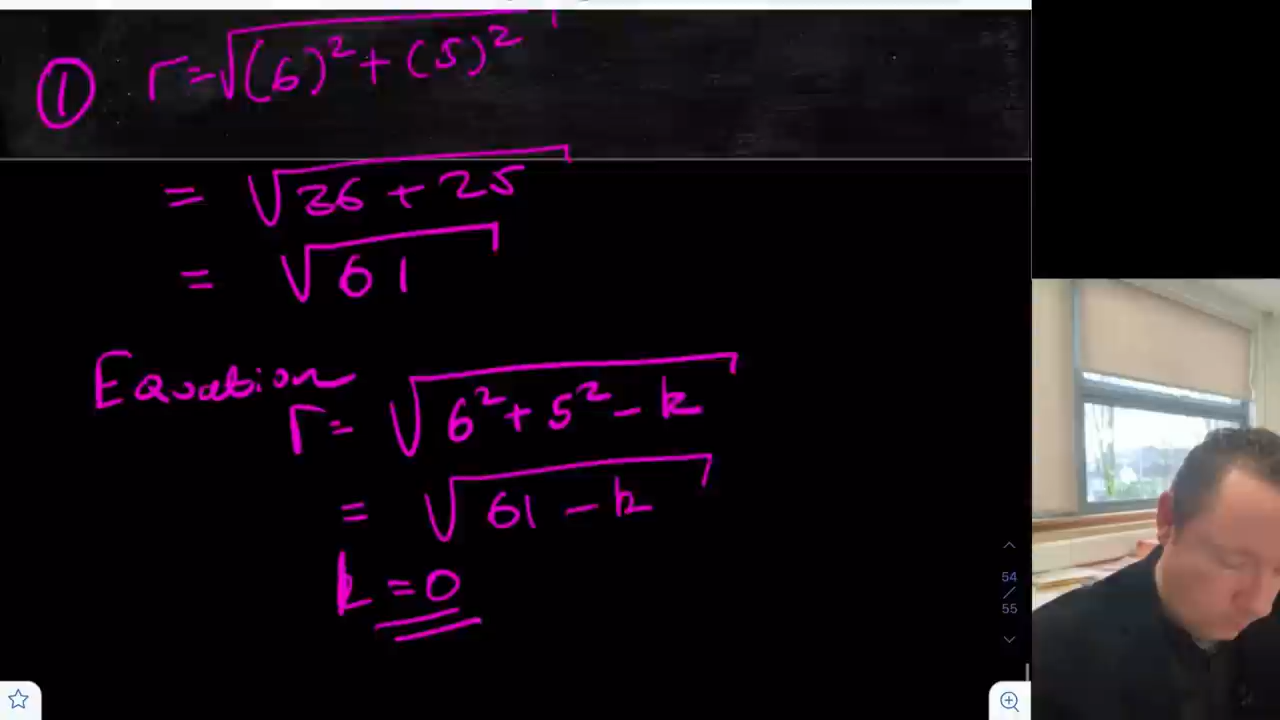 ① r=√(6)² + (5)²
= √36 + 25
= √61
Equation
r= √6² + 5² - k
= √61 - k
k = 0
54
/
55